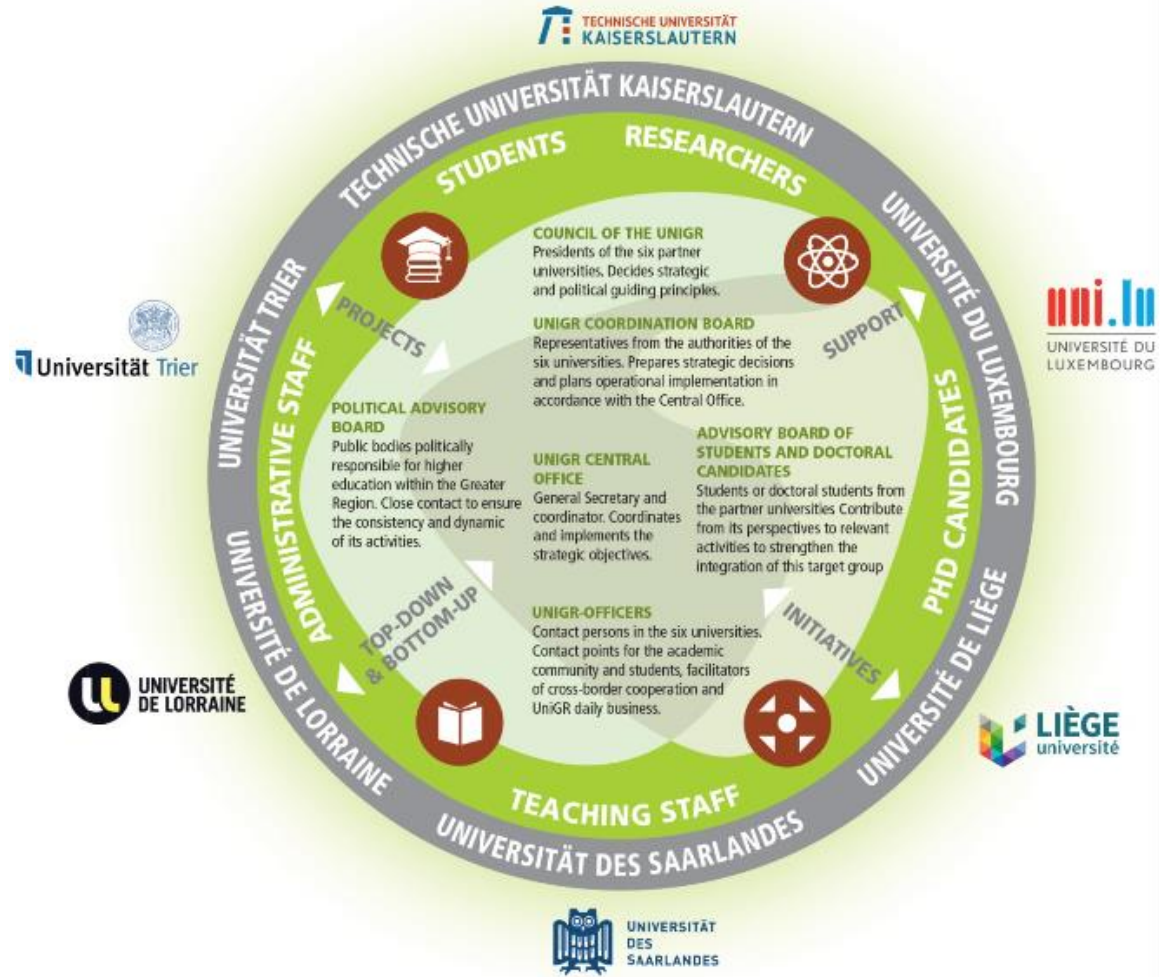 TECHNISCHE UNIVERSITÄT
KAISERSLAUTERN
TECHNISCHE UNIVERSITÄT KAISERSLAUTERN
STUDENTS
RESEARCHERS
UNIVERSITÉ DU LUXEMBOURG
UNIVERSITÄT TRIER
COUNCIL OF THE UNIGR
Presidents of the six partner
universities. Decides strategic
and political guiding principles.
PROJECTS
SUPPORT
UNIGR COORDINATION BOARD
Representatives from the authorities of the
six universities. Prepares strategic decisions
and plans operational implementation in
accordance with the Central Office.
Universität Trier
uni.lu
UNIVERSITÉ DU
LUXEMBOURG
ADMINISTRATIVE STAFF
PHD CANDIDATES
POLITICAL ADVISORY
BOARD
Public bodies politically
responsible for higher
education within the Greater
Region. Close contact to ensure
the consistency and dynamic
of its activities.
UNIGR CENTRAL
OFFICE
General Secretary and
coordinator. Coordinates
and implements the
strategic objectives.
ADVISORY BOARD OF
STUDENTS AND DOCTORAL
CANDIDATES
Students or doctoral students from
the partner universities Contribute
from its perspectives to relevant
activities to strengthen the
integration of this target group
TOP-DOWN
& BOTTOM-UP
INITIATIVES
UNIGR-OFFICERS
Contact persons in the six universities.
Contact points for the academic
community and students, facilitators
of cross-border cooperation and
UniGR daily business.
UNIVERSITÉ DE LORRAINE
UNIVERSITÉ DE LIÈGE
UNIVERSITÉ
DE LORRAINE
LIÈGE
université
TEACHING STAFF
UNIVERSITÄT DES SAARLANDES
UNIVERSITÄT
DES
SAARLANDES